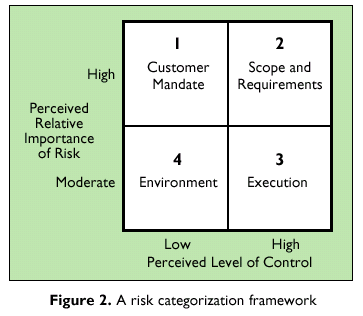 1
Customer
Mandate
2
Scope and
Requirements
High
Perceived
Relative
Importance
of Risk
4
Environment
3
Execution
Moderate
Low
High
Perceived Level of Control
Figure 2. A risk categorization framework